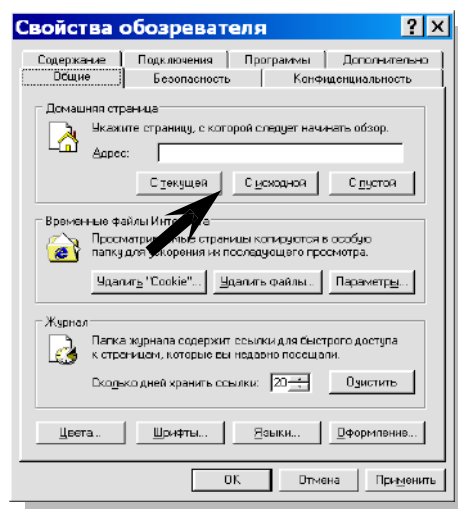 Свойства обозревателя
Содержание Подключения Программы Дополнительно
Общие Безопасность Конфиденциальность
Домашняя страница
Укажите страницу, с которой следует начинать обзор.
Адрес:
С текущей С исходной С пустой
Временные файлы Интернета
Просматриваемые страницы копируются в особую
папку для ускорения их последующего просмотра.
Удалить "Cookie"... Удалить файлы... Параметры...
Журнал
Папка журнала содержит ссылки для быстрого доступа
к страницам, которые вы недавно посещали.
Сколько дней хранить ссылки: 20 Очистить
Цвета... Шрифты... Языки... Оформление...
OK Отмена Применить